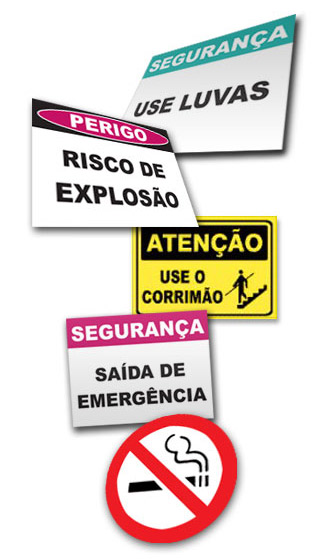 SEGURANÇA
USE LUVAS
PERIGO
RISCO DE
EXPLOSÃO
ATENÇÃO
USE O
CORRIMÃO
SEGURANÇA
SAÍDA DE
EMERGÊNCIA